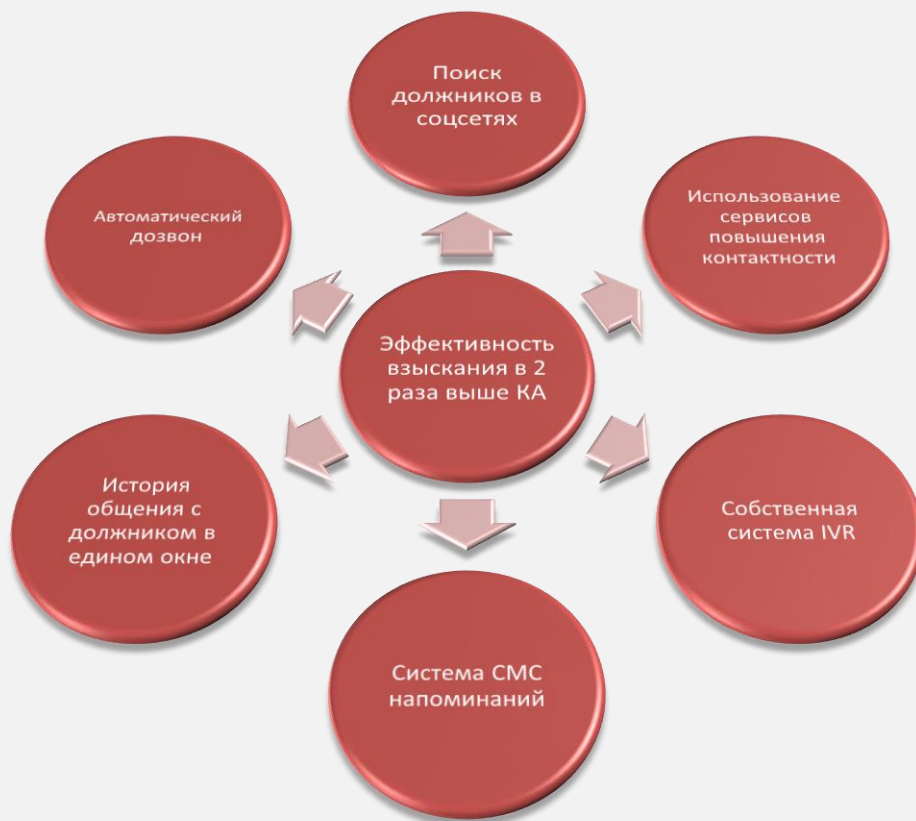 Поиск
должников в
соцсетях
Автоматический
дозвон
Использование
сервисов
повышения
контактности
Эффективность
взыскания в 2
раза выше КА
История
общения с
должником в
едином окне
Собственная
система IVR
Система СМС
напоминаний